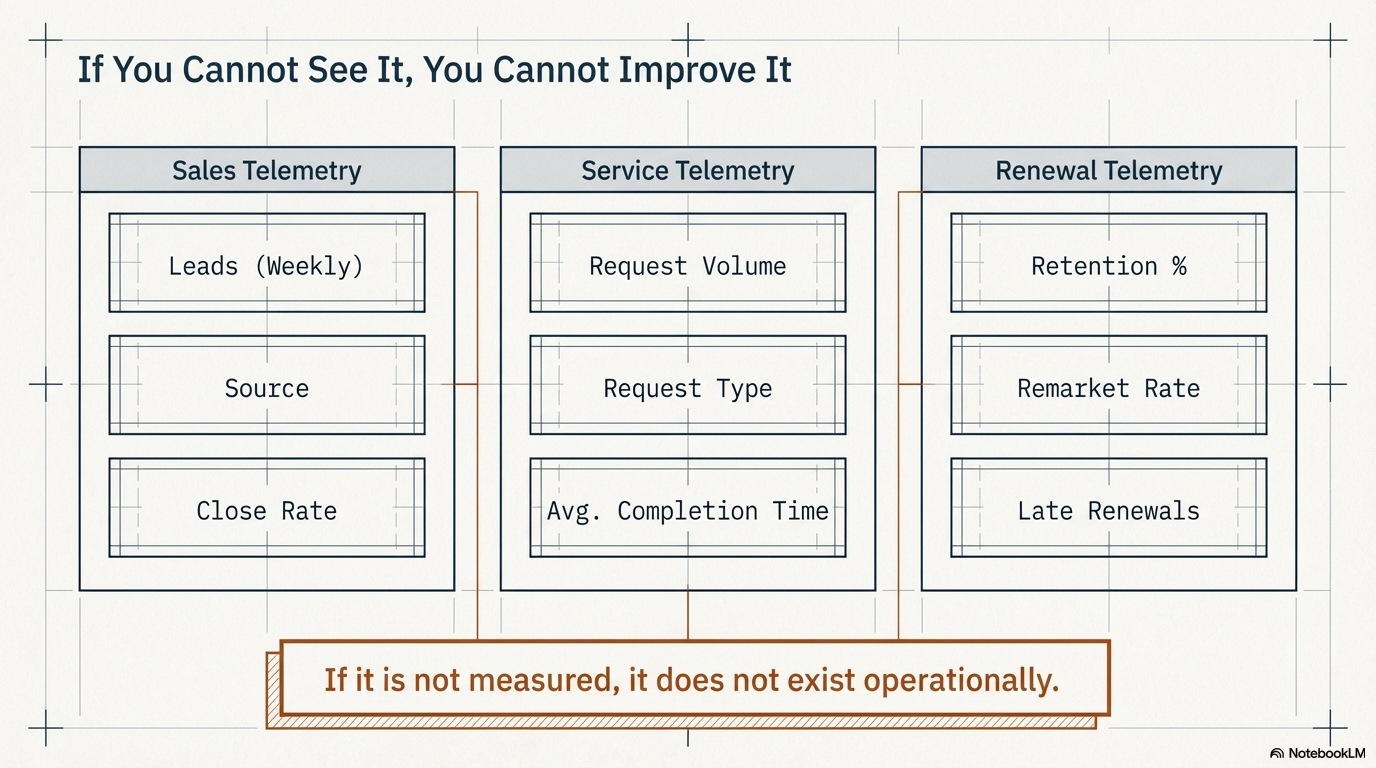 If You Cannot See It, You Cannot Improve It
Sales Telemetry
Leads (Weekly)
Source
Close Rate
Service Telemetry
Request Volume
Request Type
Avg. Completion Time
Renewal Telemetry
Retention %
Remarket Rate
Late Renewals
If it is not measured, it does not exist operationally.
NotebookLM